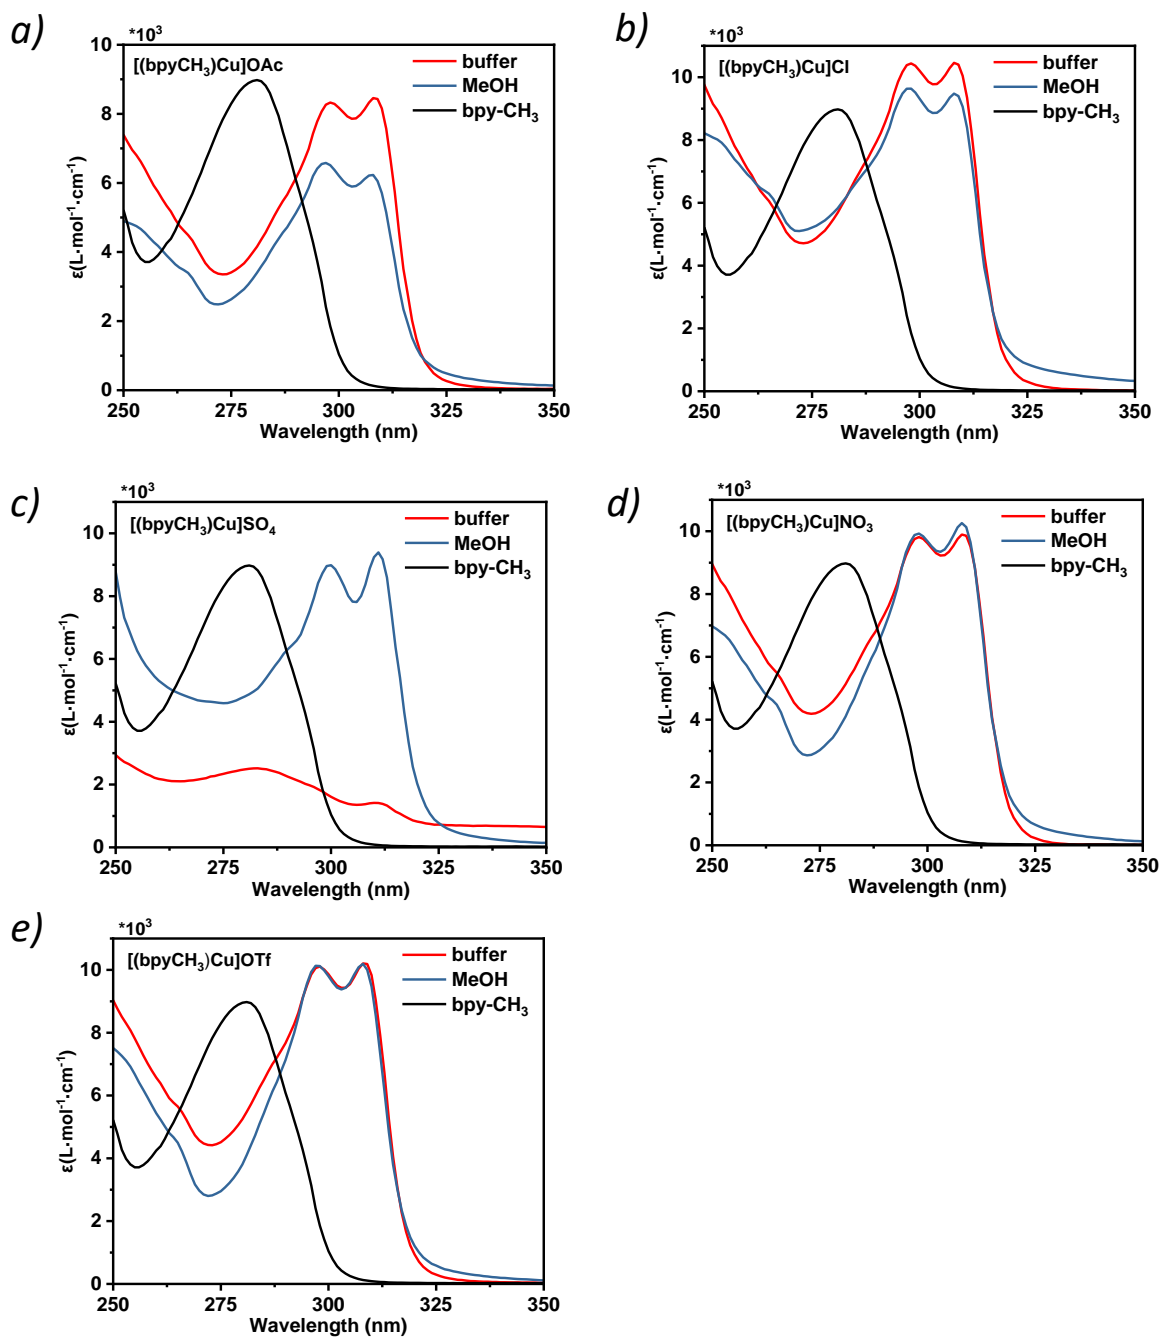 a)
*10³
[(bpyCH₃)Cu]OAc
buffer
MeOH
bpy-CH₃
10
8
6
4
2
0
ε(L·mol⁻¹·cm⁻¹)
250 275 300 325 350
Wavelength (nm)
b)
*10³
[(bpyCH₃)Cu]Cl
buffer
MeOH
bpy-CH₃
10
8
6
4
2
0
ε(L·mol⁻¹·cm⁻¹)
250 275 300 325 350
Wavelength (nm)
c)
*10³
[(bpyCH₃)Cu]SO₄
buffer
MeOH
bpy-CH₃
10
8
6
4
2
0
ε(L·mol⁻¹·cm⁻¹)
250 275 300 325 350
Wavelength (nm)
d)
*10³
[(bpyCH₃)Cu]NO₃
buffer
MeOH
bpy-CH₃
10
8
6
4
2
0
ε(L·mol⁻¹·cm⁻¹)
250 275 300 325 350
Wavelength (nm)
e)
*10³
[(bpyCH₃)Cu]OTf
buffer
MeOH
bpy-CH₃
10
8
6
4
2
0
ε(L·mol⁻¹·cm⁻¹)
250 275 300 325 350
Wavelength (nm)